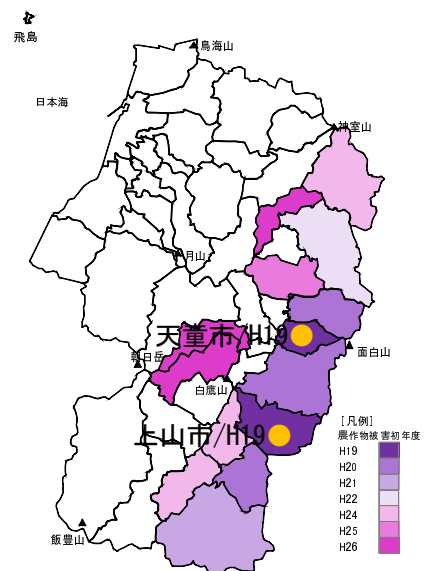 飛島
鳥海山
日本海
神室山
月山
天童市/H19
面白山
朝日岳
白鷹山
上山市/H19
[凡例]
農作物被害初年度
H19
H20
H21
H22
H24
H25
H26
飯豊山